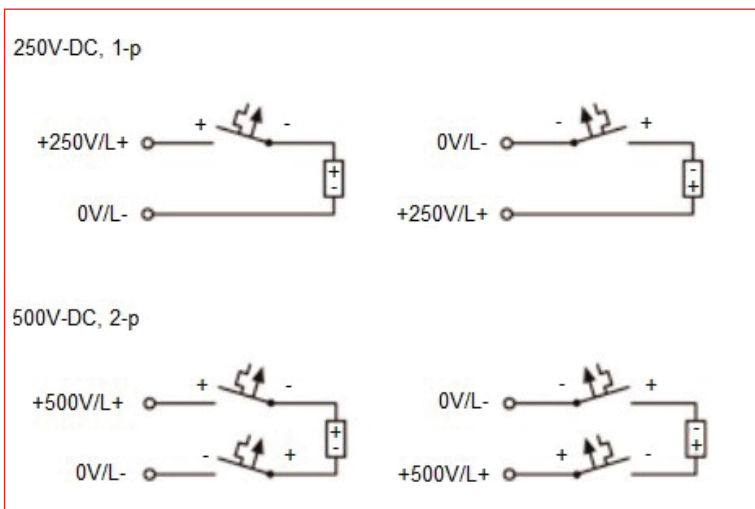 250V-DC, 1-p
+ -
+250V/L+
+
-
0V/L-
- +
0V/L-
-
+
+250V/L+
500V-DC, 2-p
+ -
+500V/L+
+
-
- +
0V/L-
- +
0V/L-
-
+
+ -
+500V/L+